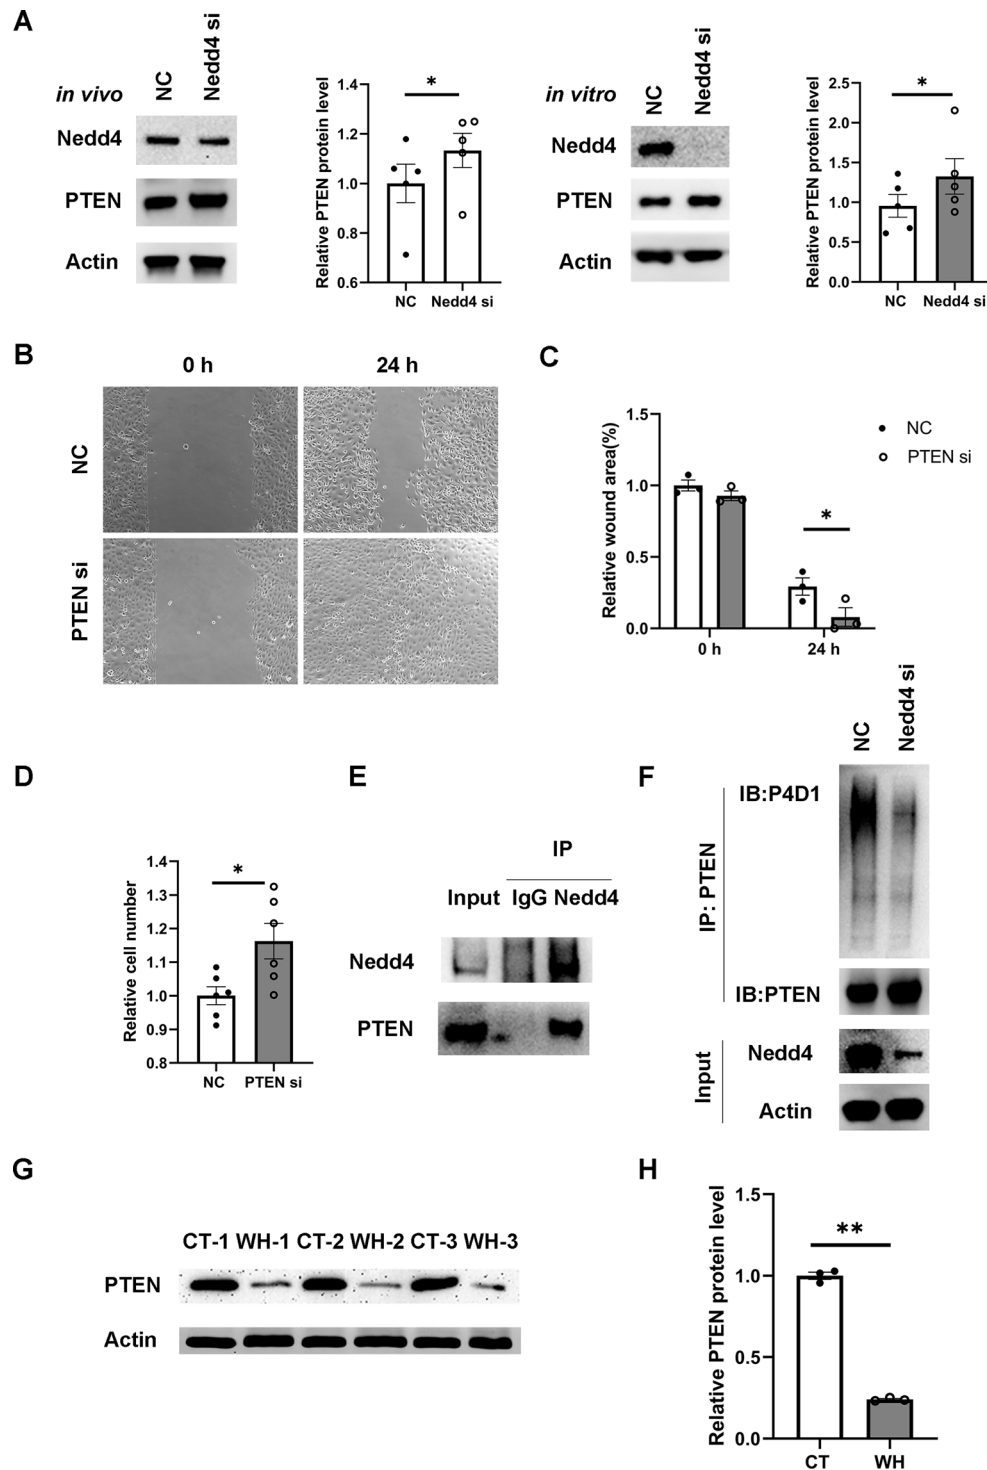 A
in vivo
NC
Nedd4 si
Nedd4
PTEN
Actin
Relative PTEN protein level
1.4
1.2
1.0
0.8
0.6
*
NC
Nedd4 si
in vitro
NC
Nedd4 si
Nedd4
PTEN
Actin
Relative PTEN protein level
2.5
2.0
1.5
1.0
0.5
0.0
*
NC
Nedd4 si
B
0 h
24 h
NC
PTEN si
C
Relative wound area(%)
1.5
1.0
0.5
0.0
*
NC
PTEN si
0 h
24 h
D
Relative cell number
1.4
1.3
1.2
1.1
1.0
0.9
0.8
*
NC
PTEN si
E
IP
Input IgG Nedd4
Nedd4
PTEN
F
NC
Nedd4 si
IP: PTEN
IB:P4D1
IB:PTEN
Input
Nedd4
Actin
G
CT-1 WH-1 CT-2 WH-2 CT-3 WH-3
PTEN
Actin
H
Relative PTEN protein level
1.5
1.0
0.5
0.0
**
CT
WH